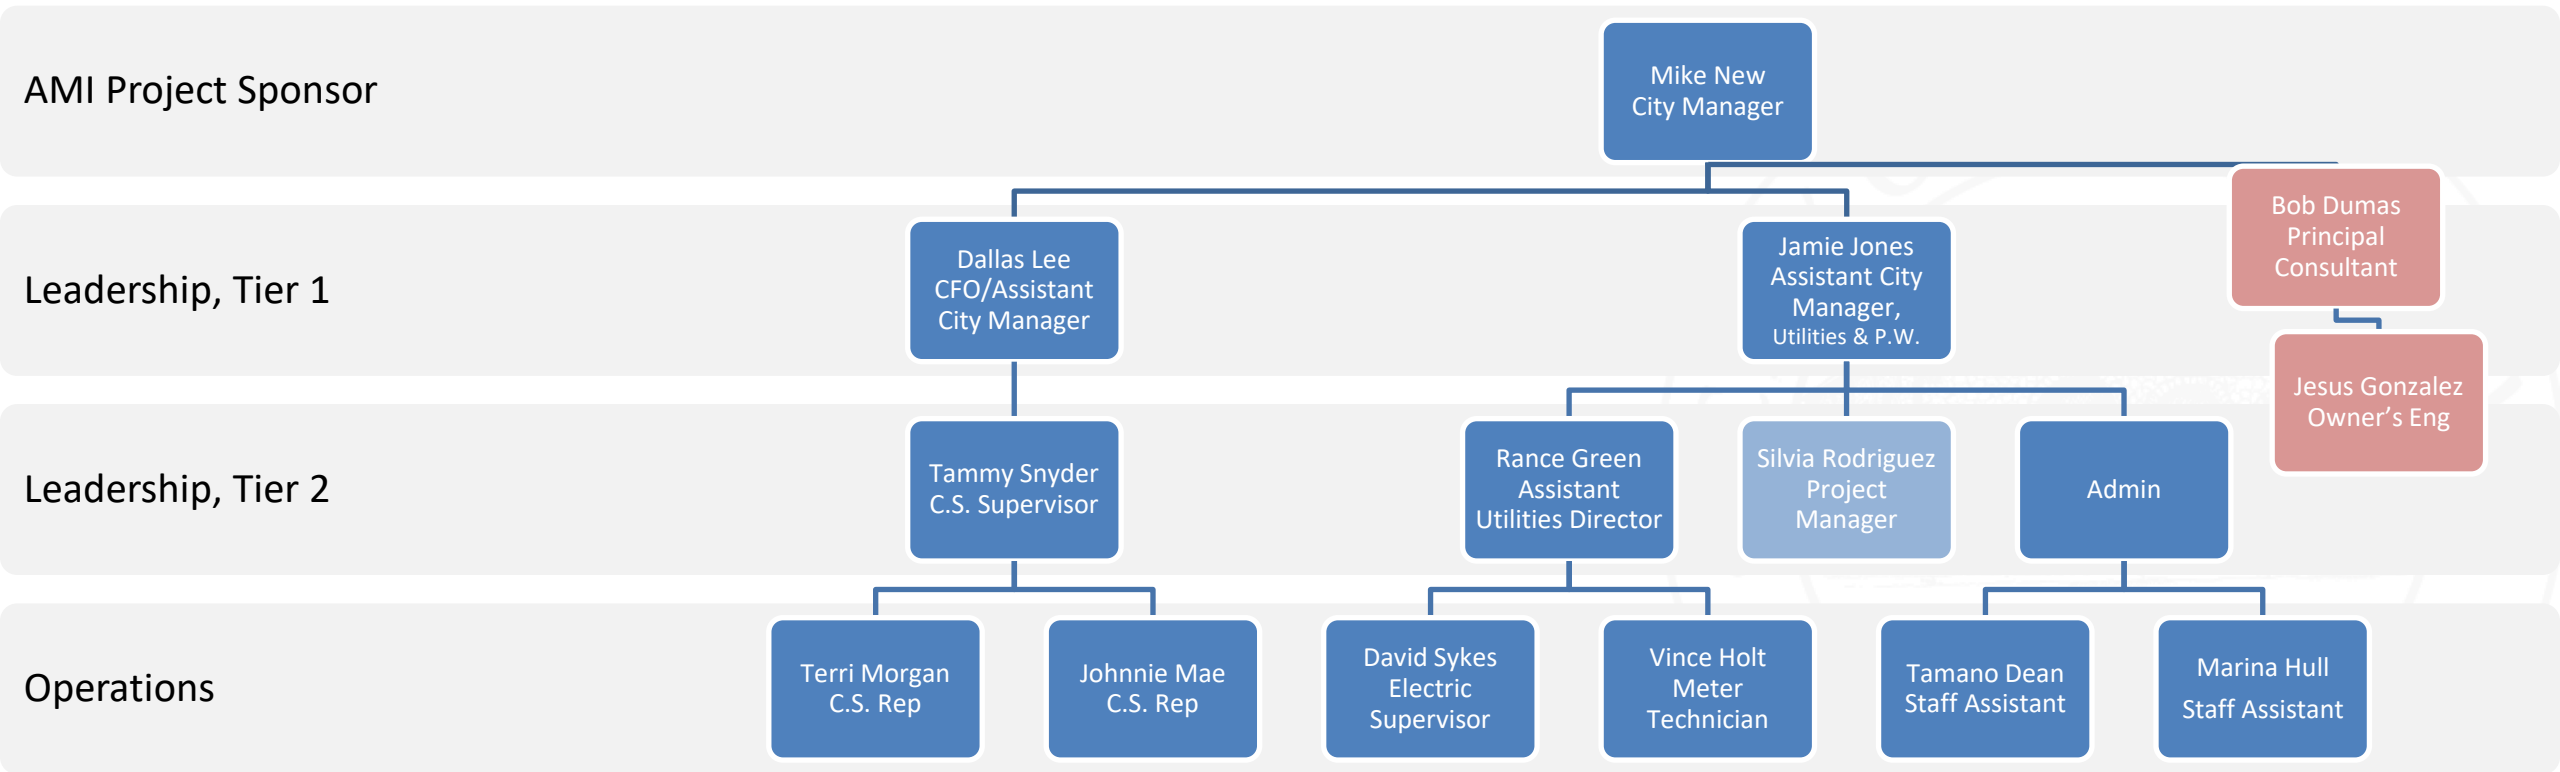 AMI Project Sponsor
Mike New
City Manager
Leadership, Tier 1
Dallas Lee
CFO/Assistant
City Manager
Jamie Jones
Assistant City
Manager,
Utilities & P.W.
Bob Dumas
Principal
Consultant
Jesus Gonzalez
Owner’s Eng
Leadership, Tier 2
Tammy Snyder
C.S. Supervisor
Rance Green
Assistant
Utilities Director
Silvia Rodriguez
Project
Manager
Admin
Operations
Terri Morgan
C.S. Rep
Johnnie Mae
C.S. Rep
David Sykes
Electric
Supervisor
Vince Holt
Meter
Technician
Tamano Dean
Staff Assistant
Marina Hull
Staff Assistant